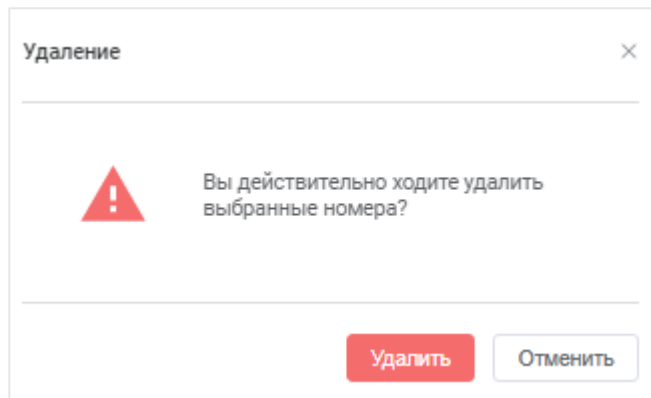 Удаление
Вы действительно ходите удалить
выбранные номера?
Удалить
Отменить